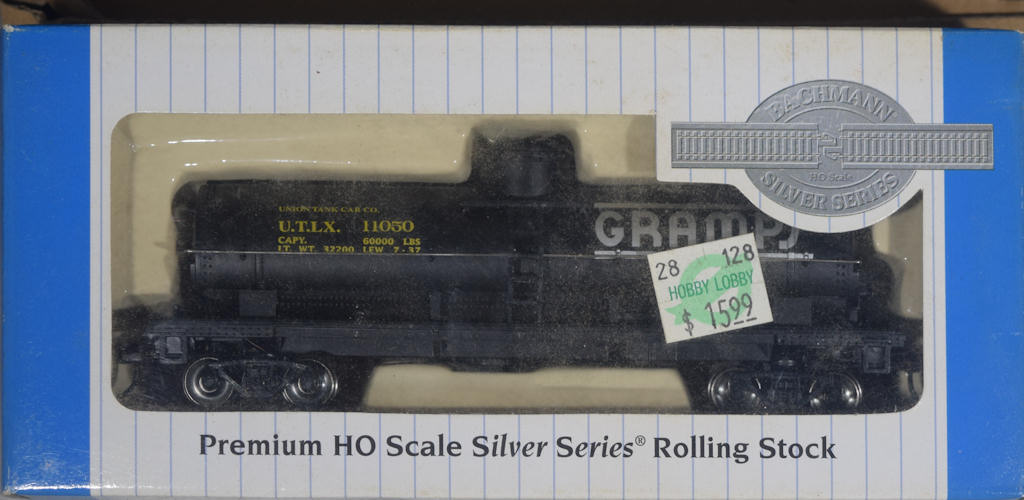 BACHMANN
HO Scale
SILVER SERIES
UNION TANK CAR CO.
U.T.L.X. 11050
CAPY. 60000 LBS
LT. WT. 32200 LEW 7-37
GRAMPS
28 128
HOBBY LOBBY
$ 15.99
Premium HO Scale Silver Series® Rolling Stock